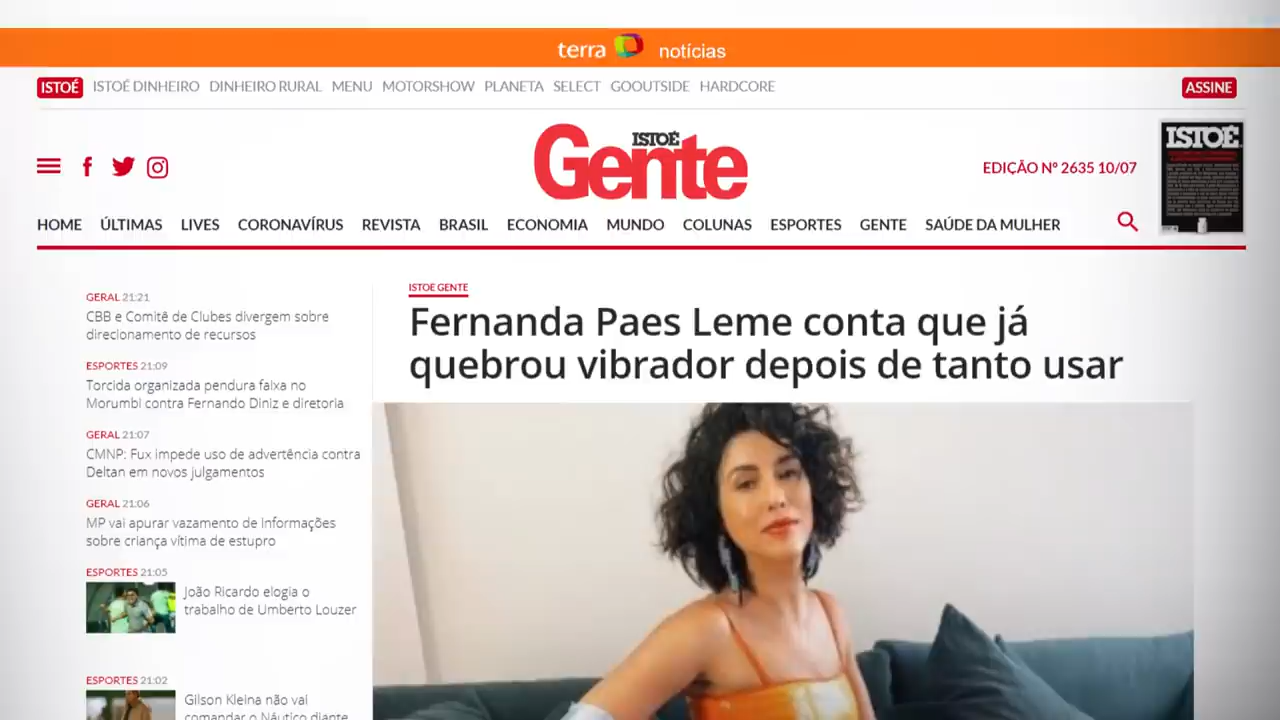 terra notícias
ISTOÉ ISTOÉ DINHEIRO DINHEIRO RURAL MENU MOTORSHOW PLANETA SELECT GOOUTSIDE HARDCORE ASSINE
ISTOÉ
Gente
EDIÇÃO Nº 2635 10/07
ISTOÉ
HOME ÚLTIMAS LIVES CORONAVÍRUS REVISTA BRASIL ECONOMIA MUNDO COLUNAS ESPORTES GENTE SAÚDE DA MULHER
GERAL 21:21
CBB e Comitê de Clubes divergem sobre
direcionamento de recursos
ESPORTES 21:09
Torcida organizada pendura faixa no
Morumbi contra Fernando Diniz e diretoria
GERAL 21:07
CMNP: Fux impede uso de advertência contra
Deltan em novos julgamentos
GERAL 21:06
MP vai apurar vazamento de Informações
sobre criança vítima de estupro
ESPORTES 21:05
João Ricardo elogia o
trabalho de Umberto Louzer
ESPORTES 21:02
Gilson Kleina não vai
comandar o Náutico diante
ISTOE GENTE
Fernanda Paes Leme conta que já
quebrou vibrador depois de tanto usar